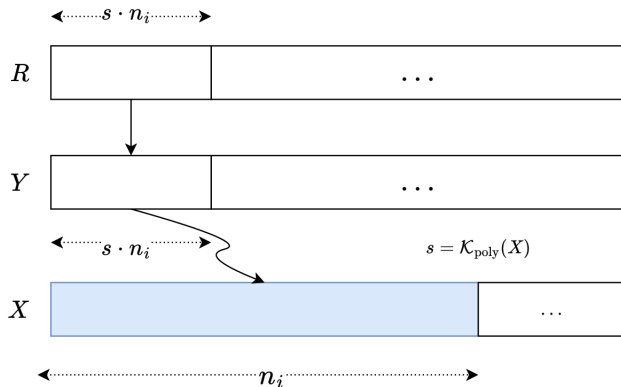 s · n_i
R ...
Y ...
s · n_i
s = K_poly(X)
X ...
n_i